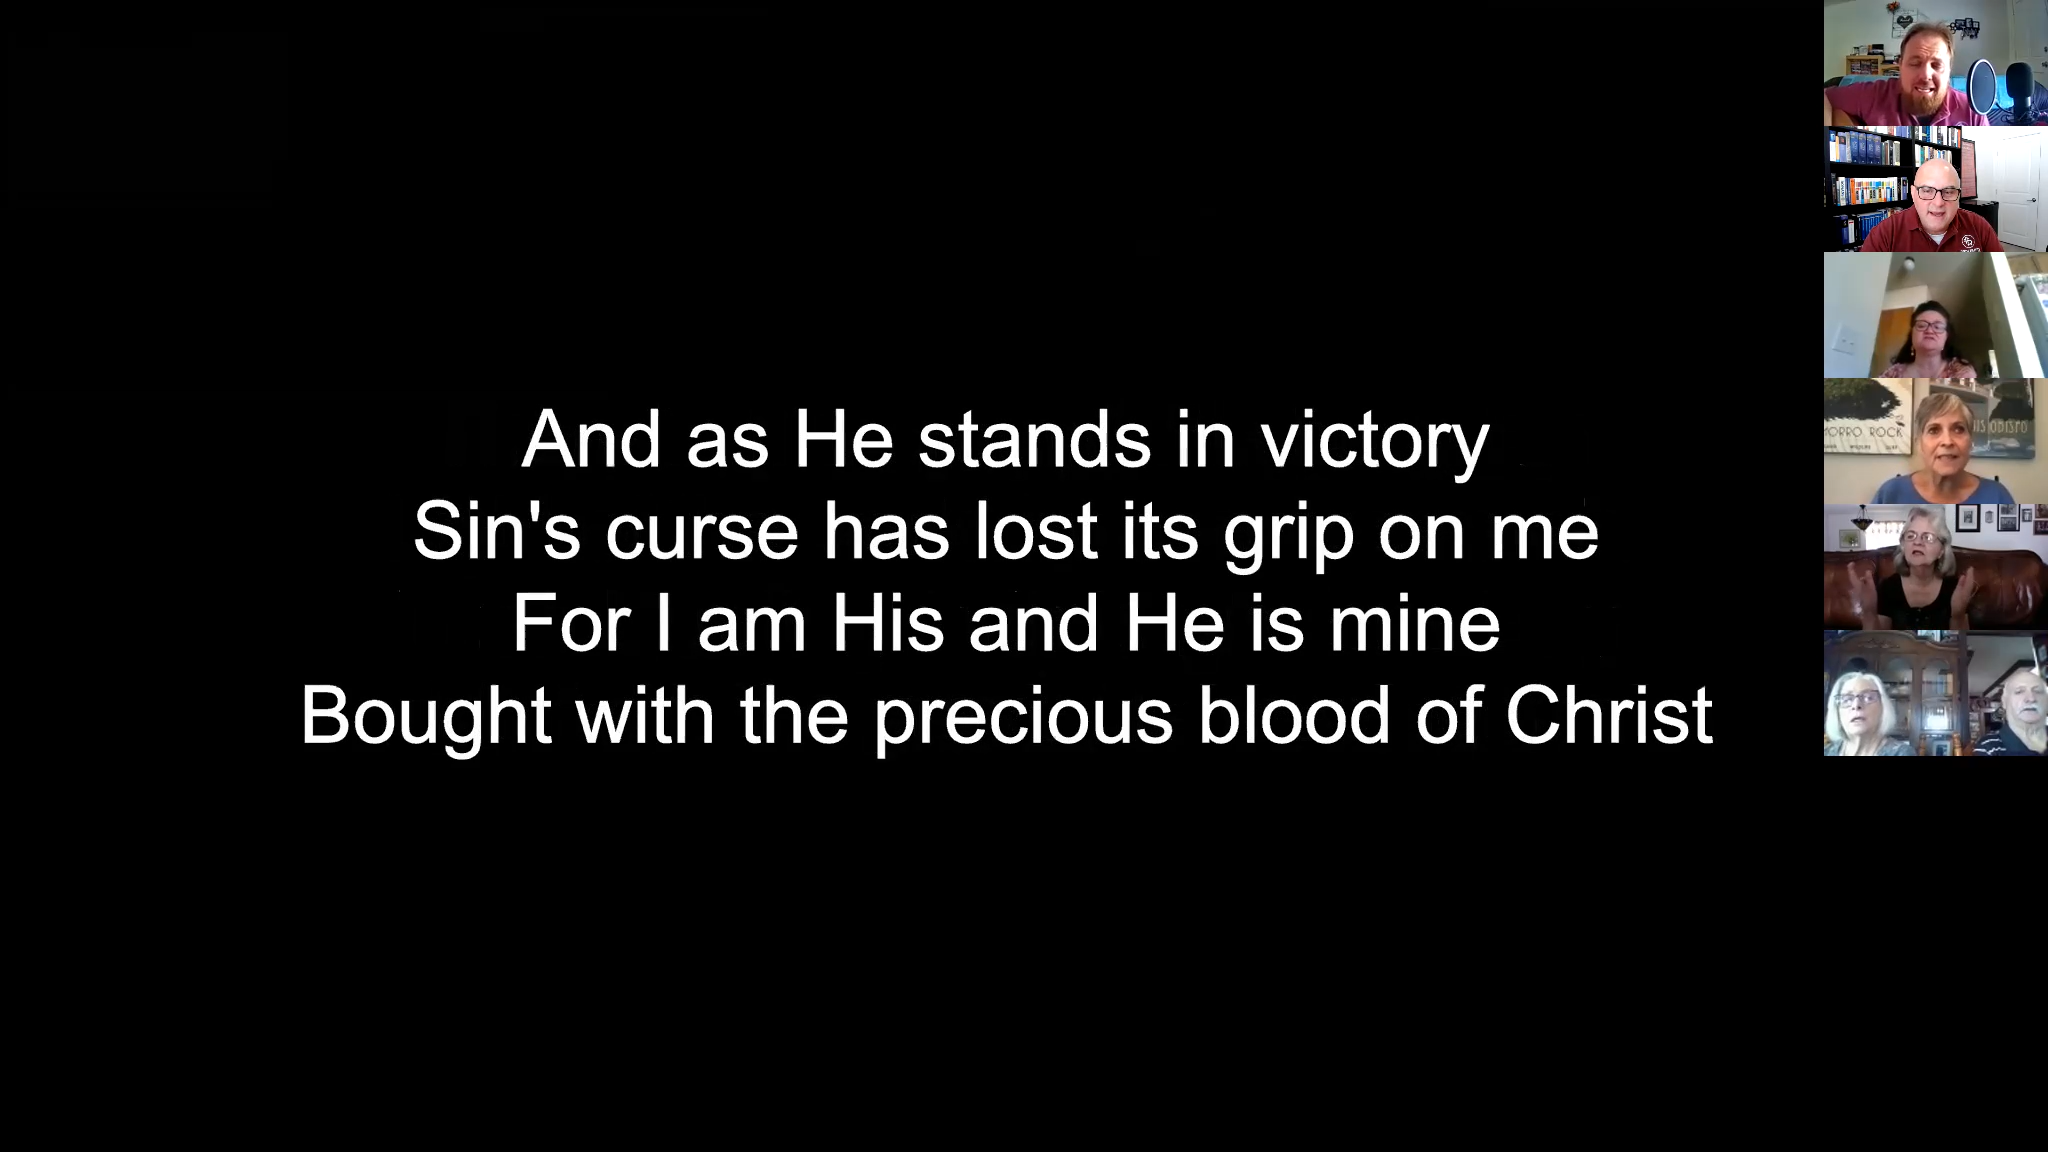 And as He stands in victory
Sin's curse has lost its grip on me
For I am His and He is mine
Bought with the precious blood of Christ
ROCK